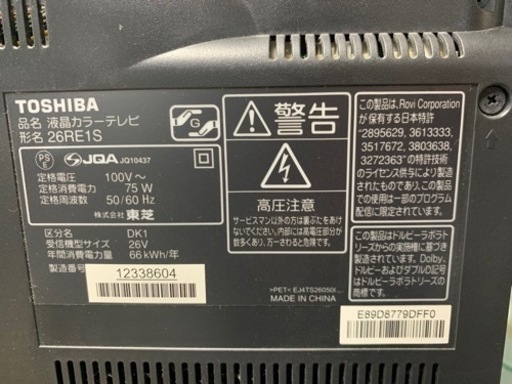 TOSHIBA
品名 液晶カラーテレビ
形名 26RE1S
G
PS
E
JQA JQ10437
定格電圧 100V～
定格消費電力 75 W
定格周波数 50/60 Hz
株式会社 東芝
区分名 DK1
受信機型サイズ 26V
年間消費電力量 66 kWh/年
製造番号
12338604
警告
高圧注意
サービスマン以外の方は裏ぶたをあけ
ないでください。内部には高電圧部分が
数多くあり、万一さわると危険です。
>PET< EJ4TS26050I
MADE IN CHINA
この製品は、Rovi Corporation
が保有する日本特許
"2895629、3613333、
3517672、3803638、
3272363"の特許技術
のライセンス供与により製造
されています。この製品の使
用によって一部のプログラム
配信に限定されています。
この製品はドルビーラボラト
リーズからの実施権に基づき
製造されています。Dolby、
ドルビーおよびダブルD記号
はドルビーラボラトリーズの
商標です。
E89D8779DFF0